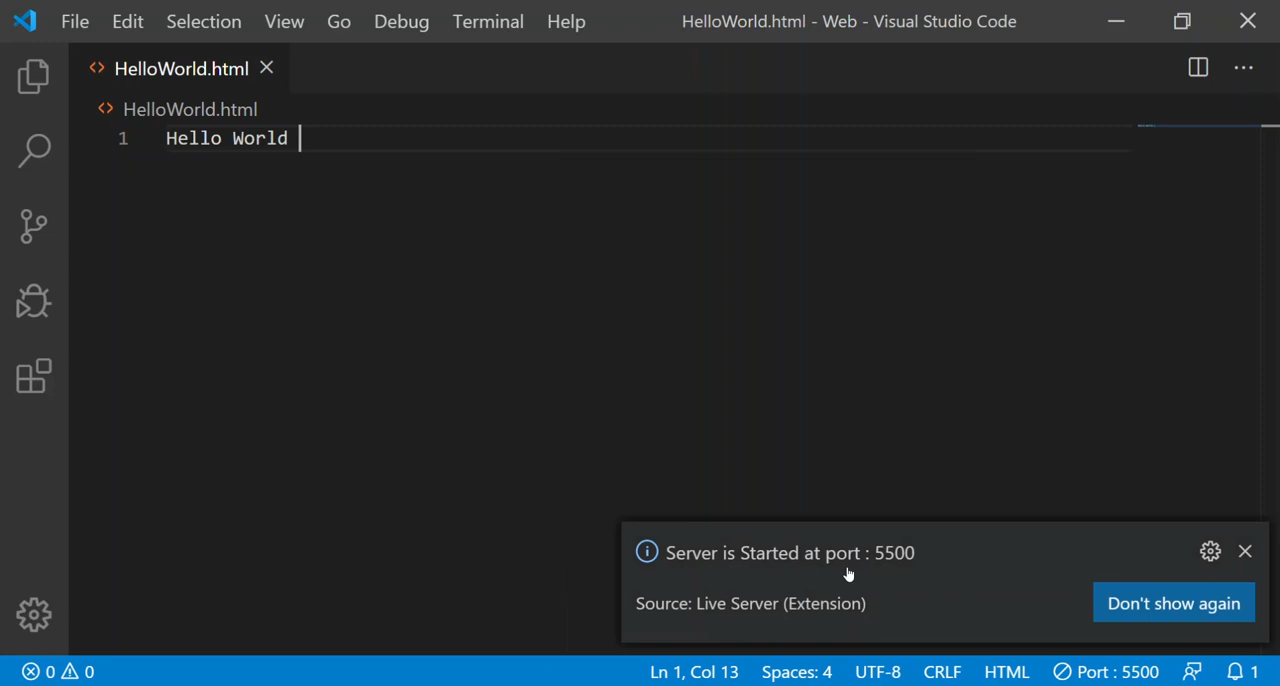 File Edit Selection View Go Debug Terminal Help HelloWorld.html - Web - Visual Studio Code
HelloWorld.html
HelloWorld.html
1 Hello World
Server is Started at port : 5500
Source: Live Server (Extension) Don't show again
0 0 Ln 1, Col 13 Spaces: 4 UTF-8 CRLF HTML Port : 5500 1